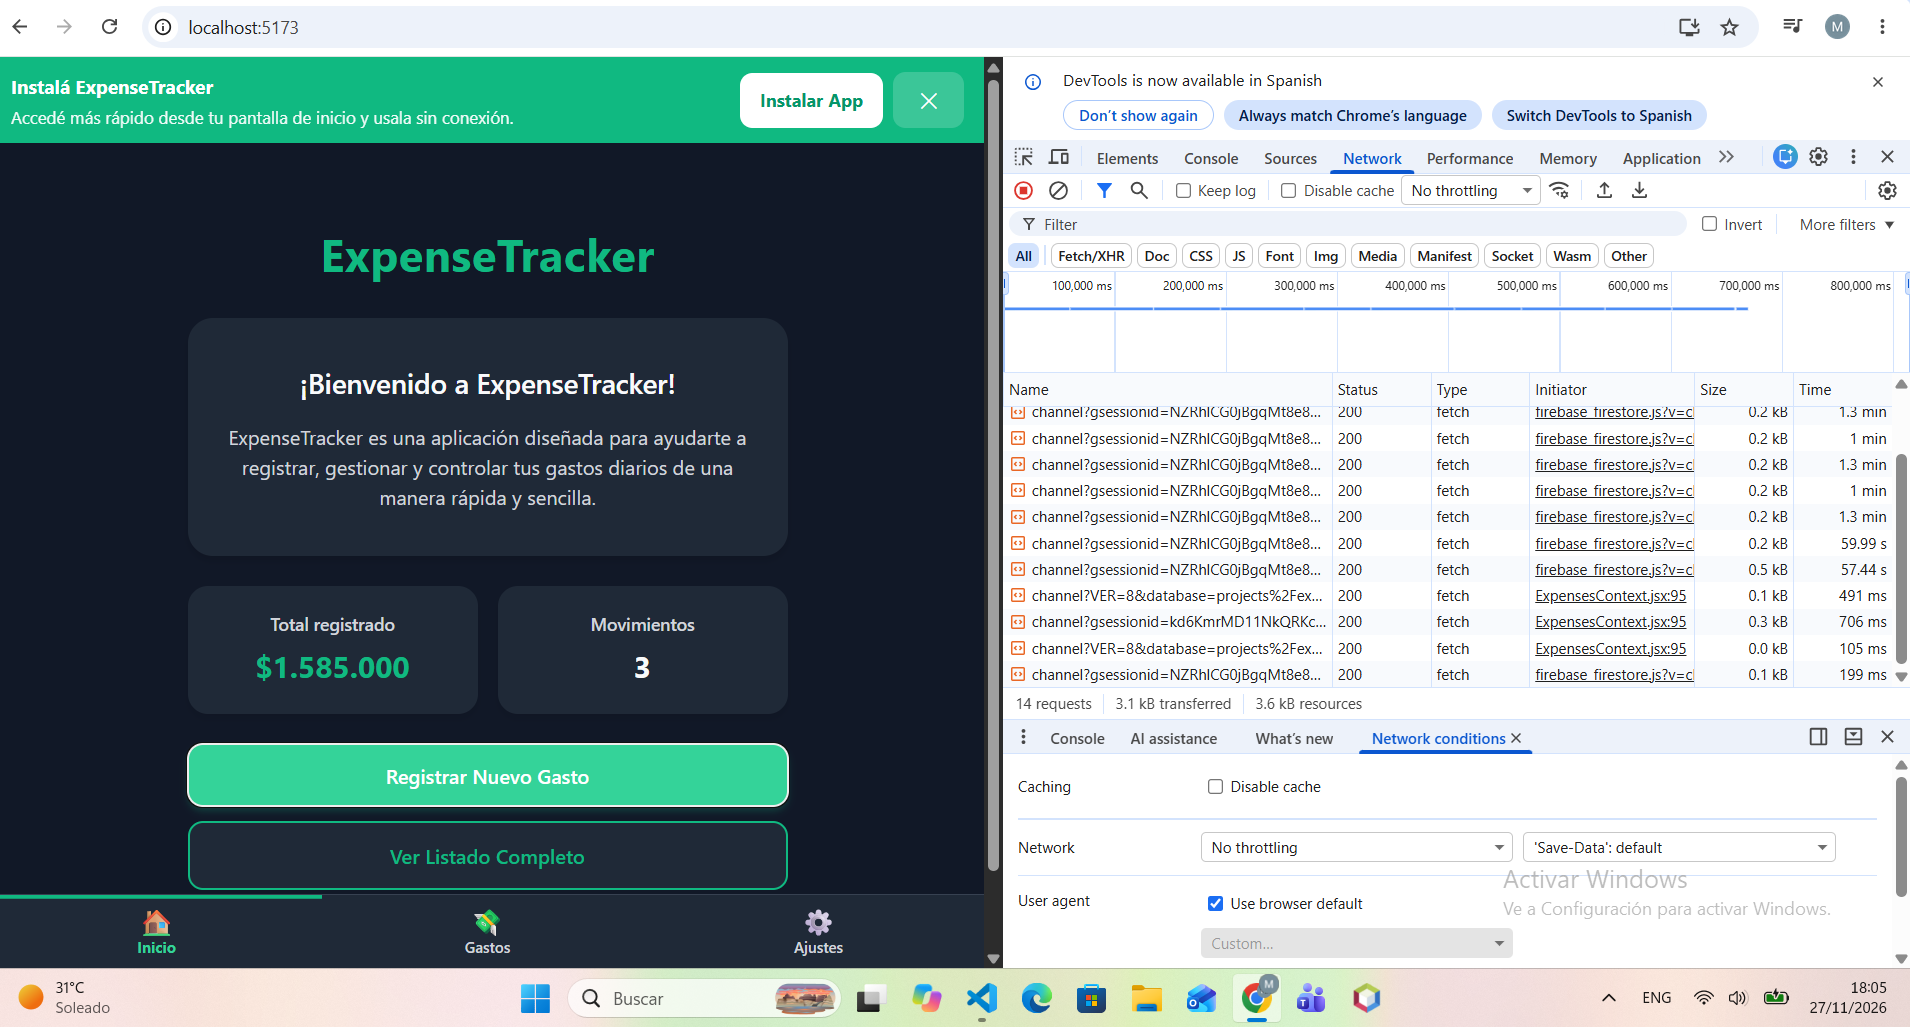 localhost:5173
M
Instalá ExpenseTracker
Accedé más rápido desde tu pantalla de inicio y usala sin conexión.
Instalar App
ExpenseTracker
¡Bienvenido a ExpenseTracker!
ExpenseTracker es una aplicación diseñada para ayudarte a
registrar, gestionar y controlar tus gastos diarios de una
manera rápida y sencilla.
Total registrado
$1.585.000
Movimientos
3
Registrar Nuevo Gasto
Ver Listado Completo
Inicio
Gastos
Ajustes
DevTools is now available in Spanish
Don't show again
Always match Chrome's language
Switch DevTools to Spanish
Elements Console Sources Network Performance Memory Application
Keep log Disable cache No throttling
Filter Invert More filters
All Fetch/XHR Doc CSS JS Font Img Media Manifest Socket Wasm Other
100,000 ms 200,000 ms 300,000 ms 400,000 ms 500,000 ms 600,000 ms 700,000 ms 800,000 ms
Name Status Type Initiator Size Time
channel?gsessionid=NZRhICG0jBgqMt8e8... 200 fetch firebase_firestore.js?v=c 0.2 kB 1.3 min
channel?gsessionid=NZRhICG0jBgqMt8e8... 200 fetch firebase_firestore.js?v=c 0.2 kB 1 min
channel?gsessionid=NZRhICG0jBgqMt8e8... 200 fetch firebase_firestore.js?v=c 0.2 kB 1.3 min
channel?gsessionid=NZRhICG0jBgqMt8e8... 200 fetch firebase_firestore.js?v=c 0.2 kB 1 min
channel?gsessionid=NZRhICG0jBgqMt8e8... 200 fetch firebase_firestore.js?v=c 0.2 kB 1.3 min
channel?gsessionid=NZRhICG0jBgqMt8e8... 200 fetch firebase_firestore.js?v=c 0.2 kB 59.99 s
channel?gsessionid=NZRhICG0jBgqMt8e8... 200 fetch firebase_firestore.js?v=c 0.5 kB 57.44 s
channel?VER=8&database=projects%2Fex... 200 fetch ExpensesContext.jsx:95 0.1 kB 491 ms
channel?gsessionid=kd6KmrMD11NkQRKc... 200 fetch ExpensesContext.jsx:95 0.3 kB 706 ms
channel?VER=8&database=projects%2Fex... 200 fetch ExpensesContext.jsx:95 0.0 kB 105 ms
channel?gsessionid=NZRhICG0jBgqMt8e8... 200 fetch firebase_firestore.js?v=c 0.1 kB 199 ms
14 requests 3.1 kB transferred 3.6 kB resources
Console AI assistance What's new Network conditions
Caching Disable cache
Network No throttling 'Save-Data': default
User agent Use browser default
Custom...
Activar Windows
Ve a Configuración para activar Windows.
31°C
Soleado
Buscar
M
ENG
18:05
27/11/2026